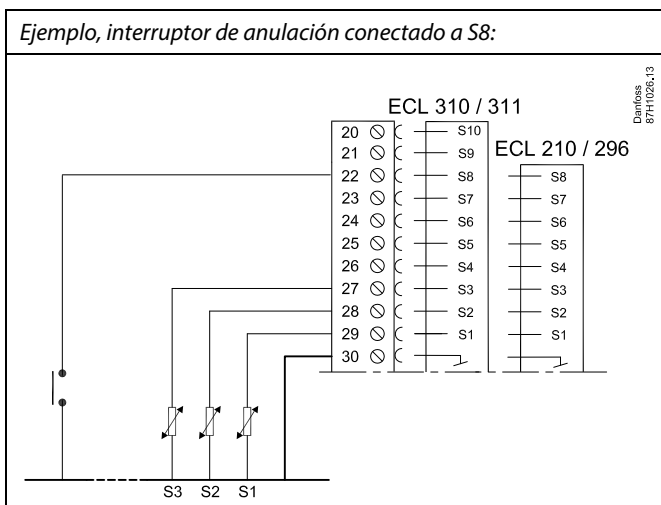 Ejemplo, interruptor de anulación conectado a S8:
Danfoss
87H1026.13
ECL 310 / 311
ECL 210 / 296
20 S10
21 S9
22 S8 S8
23 S7 S7
24 S6 S6
25 S5 S5
26 S4 S4
27 S3 S3
28 S2 S2
29 S1 S1
30
S3 S2 S1